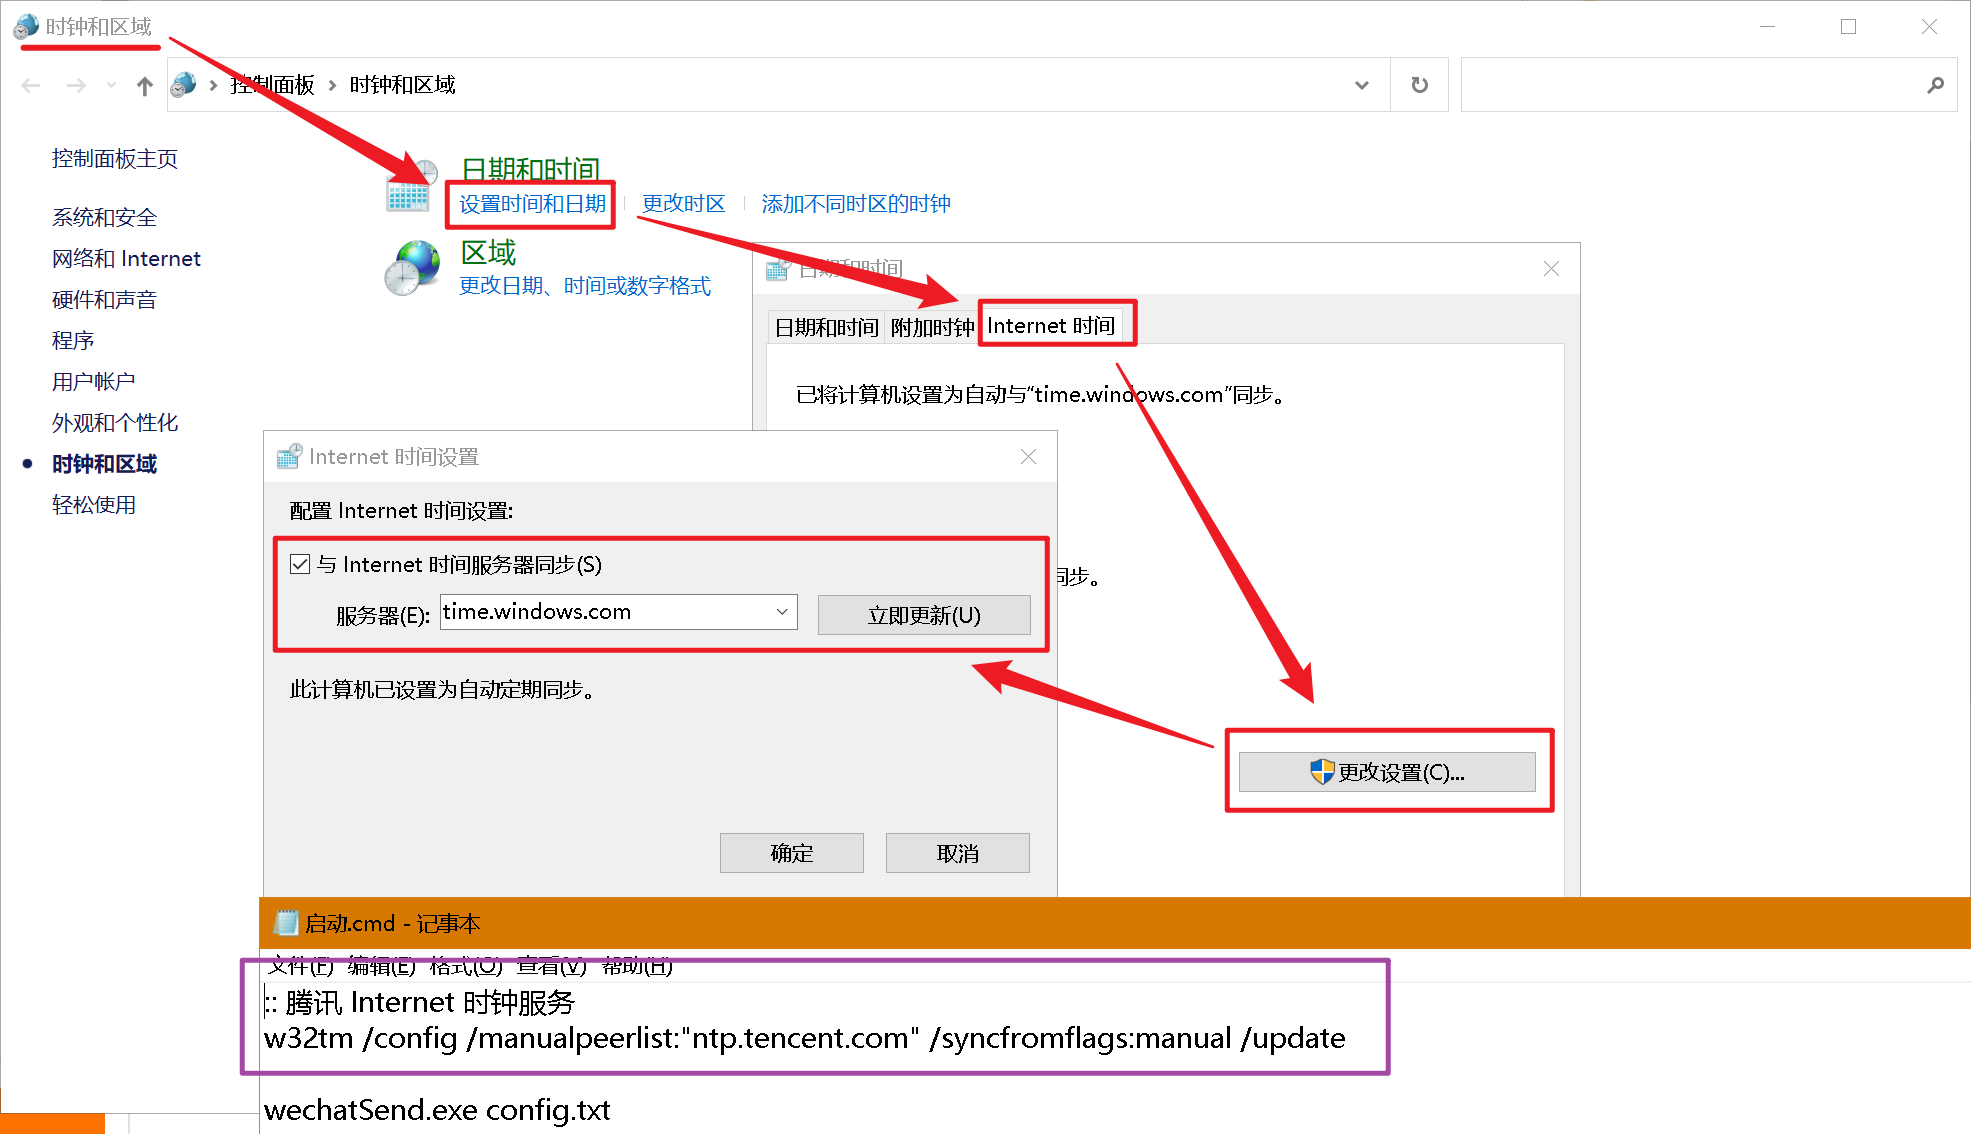 时钟和区域
控制面板 › 时钟和区域
控制面板主页
系统和安全
网络和 Internet
硬件和声音
程序
用户帐户
外观和个性化
时钟和区域
轻松使用
日期和时间
设置时间和日期 更改时区 添加不同时区的时钟
区域
更改日期、时间或数字格式
日期和时间
日期和时间 附加时钟 Internet 时间
已将计算机设置为自动与“time.windows.com”同步。
同步。
更改设置(C)...
Internet 时间设置
配置 Internet 时间设置:
与 Internet 时间服务器同步(S)
服务器(E): time.windows.com 立即更新(U)
此计算机已设置为自动定期同步。
确定 取消
启动.cmd - 记事本
文件(F) 编辑(E) 格式(O) 查看(V) 帮助(H)
:: 腾讯 Internet 时钟服务
w32tm /config /manualpeerlist:"ntp.tencent.com" /syncfromflags:manual /update
wechatSend.exe config.txt